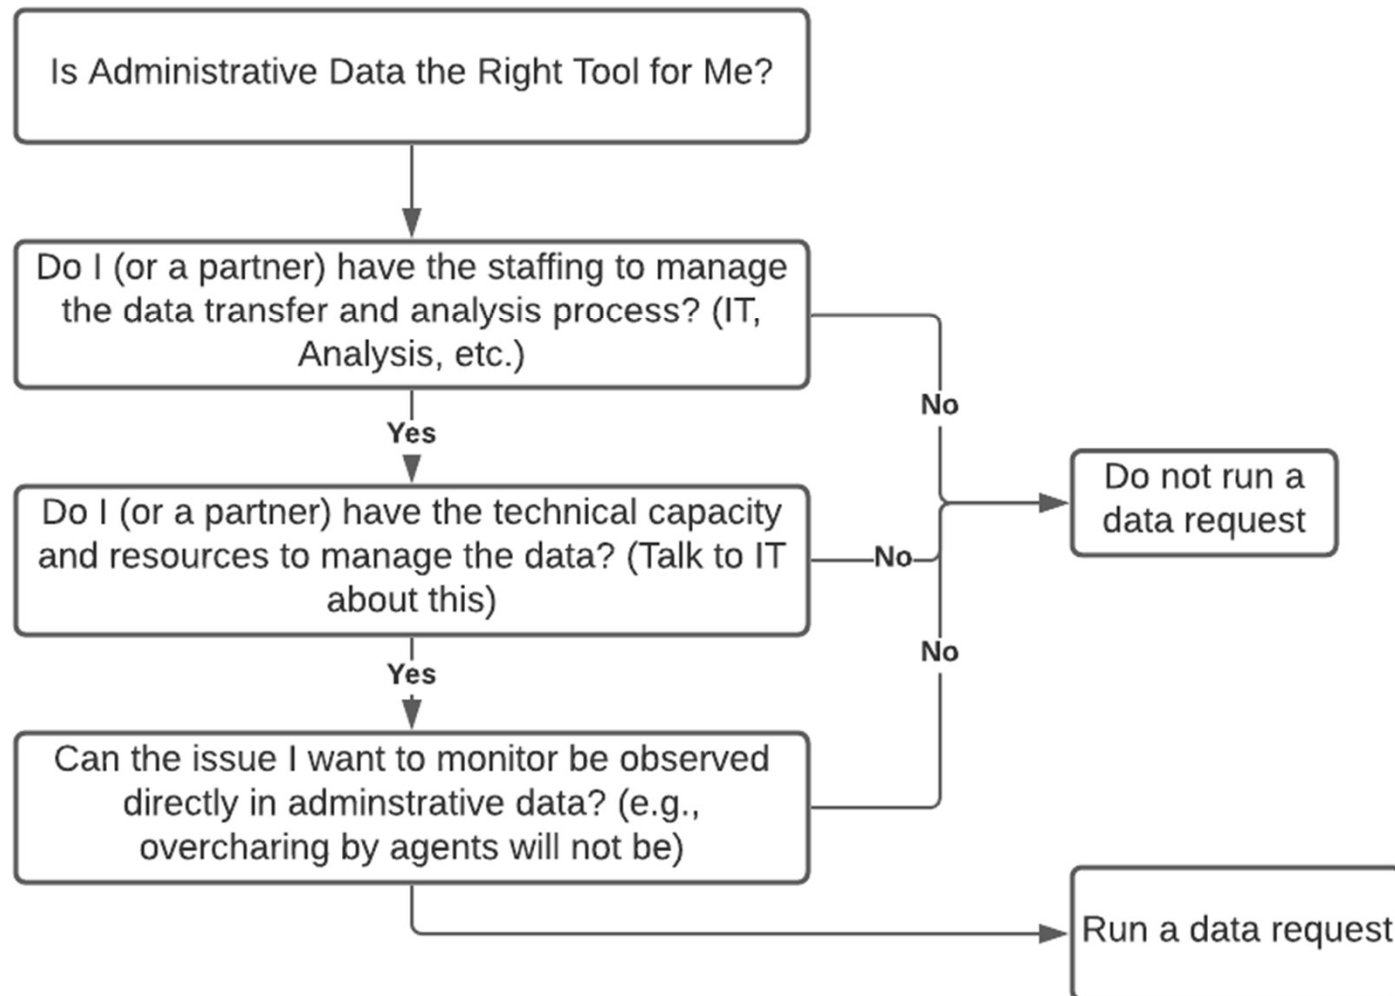 Is Administrative Data the Right Tool for Me?
Do I (or a partner) have the staffing to manage
the data transfer and analysis process? (IT,
Analysis, etc.)
No
Yes
Do not run a
data request
Do I (or a partner) have the technical capacity
and resources to manage the data? (Talk to IT
about this)
No
No
Yes
Can the issue I want to monitor be observed
directly in adminstrative data? (e.g.,
overcharing by agents will not be)
Run a data request